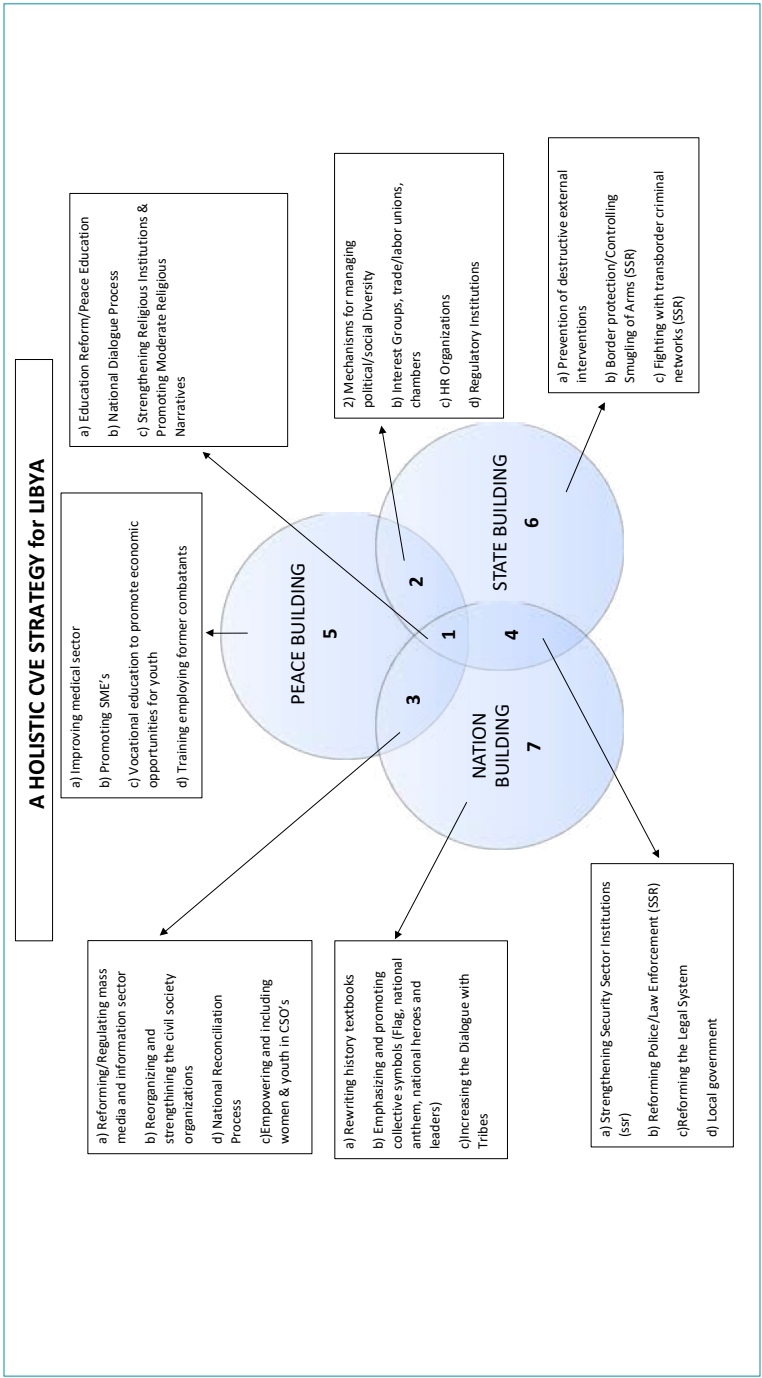 A HOLISTIC CVE STRATEGY for LIBYA
a) Reforming/Regulating mass
media and information sector
b) Reorganizing and
strengthining the civil society
organizations
d) National Reconciliation
Process
c)Empowering and including
women & youth in CSO's
a) Improving medical sector
b) Promoting SME's
c) Vocational education to promote economic
opportunities for youth
d) Training employing former combatants
a) Education Reform/Peace Education
b) National Dialogue Process
c) Strengthening Religious Institutions &
Promoting Moderate Religious
Narratives
PEACE BUILDING
5
3
2
1
4
NATION
BUILDING
7
STATE BUILDING
6
2) Mechanisms for managing
political/social Diversity
b) Interest Groups, trade/labor unions,
chambers
c) HR Organizations
d) Regulatory Institutions
a) Rewriting history textbooks
b) Emphasizing and promoting
collective symbols (Flag, national
anthem, national heroes and
leaders)
c)Increasing the Dialogue with
Tribes
a) Strengthening Security Sector Institutions
(ssr)
b) Reforming Police/Law Enforcement (SSR)
c)Reforming the Legal System
d) Local government
a) Prevention of destructive external
interventions
b) Border protection/Controlling
Smugling of Arms (SSR)
c) Fighting with transborder criminal
networks (SSR)